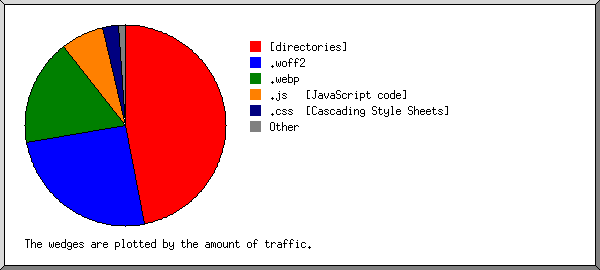 [directories]
.woff2
.webp
.js   [JavaScript code]
.css  [Cascading Style Sheets]
Other
The wedges are plotted by the amount of traffic.